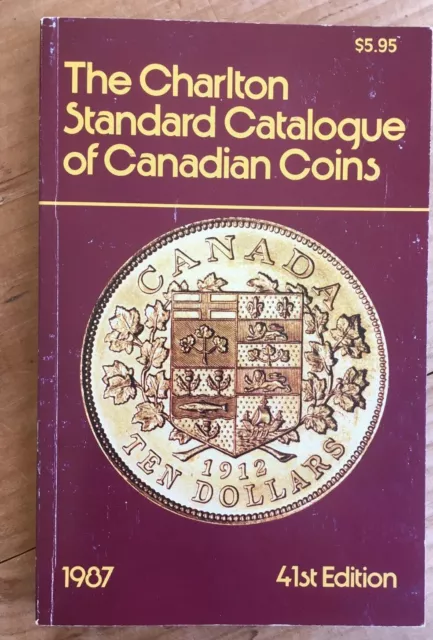 $5.95
The Charlton
Standard Catalogue
of Canadian Coins
CANADA
1912
TEN DOLLARS
1987
41st Edition